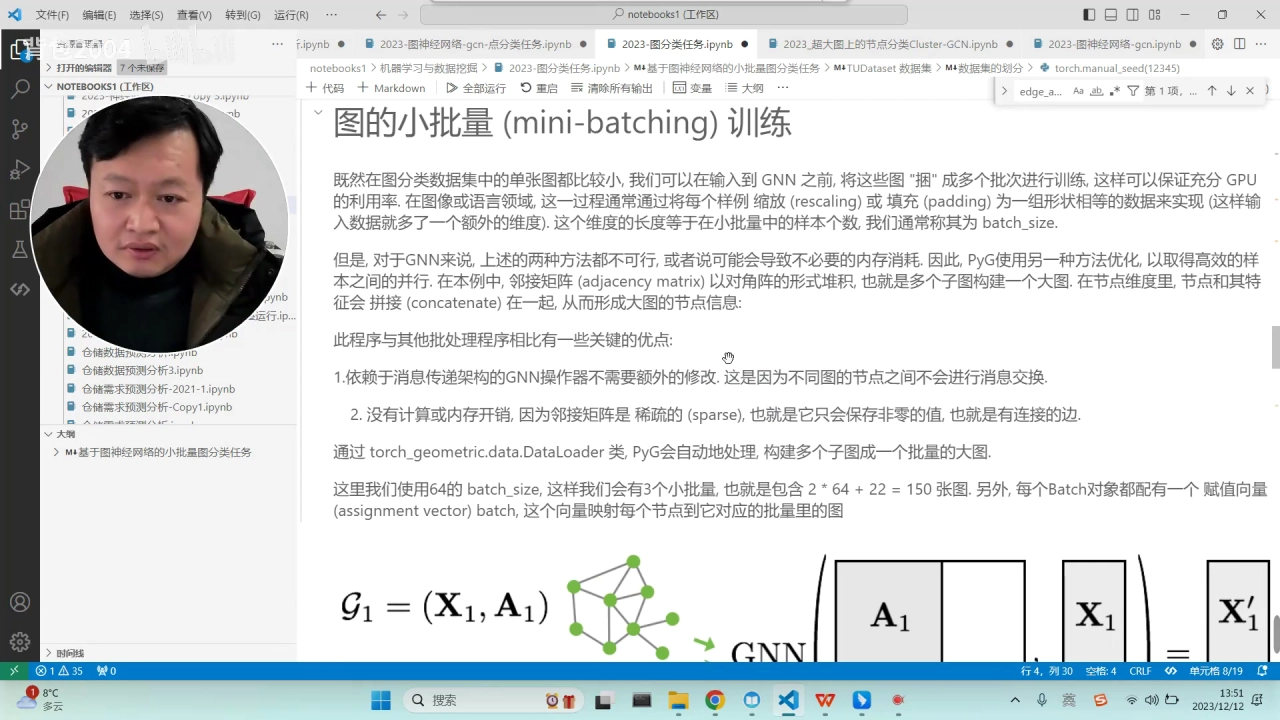 文件(F) 编辑(E) 选择(S) 查看(V) 转到(G) 运行(R) ···
notebooks1 (工作区)
2023-图神经网络-gcn-点分类任务.ipynb
2023-图分类任务.ipynb
2023_超大图上的节点分类Cluster-GCN.ipynb
2023-图神经网络-gcn.ipynb
打开的编辑器 7 个未保存
notebooks1 > 机器学习与数据挖掘 > 2023-图分类任务.ipynb > M↓基于图神经网络的小批量图分类任务 > M↓TUDataset 数据集 > M↓数据集的划分 > torch.manual_seed(12345)
NOTEBOOKS1 (工作区)
+ 代码 + Markdown 全部运行 重启 清除所有输出 变量 大纲 ···
edge_a... Aa ab .* 第 1 项, ...
图的小批量 (mini-batching) 训练
既然在图分类数据集中的单张图都比较小, 我们可以在输入到 GNN 之前, 将这些图 "捆" 成多个批次进行训练, 这样可以保证充分 GPU
的利用率. 在图像或语言领域, 这一过程通常通过将每个样例 缩放 (rescaling) 或 填充 (padding) 为一组形状相等的数据来实现 (这样输
入数据就多了一个额外的维度). 这个维度的长度等于在小批量中的样本个数, 我们通常称其为 batch_size.
但是, 对于GNN来说, 上述的两种方法都不可行, 或者说可能会导致不必要的内存消耗. 因此, PyG使用另一种方法优化, 以取得高效的样
本之间的并行. 在本例中, 邻接矩阵 (adjacency matrix) 以对角阵的形式堆积, 也就是多个子图构建一个大图. 在节点维度里, 节点和其特
征会 拼接 (concatenate) 在一起, 从而形成大图的节点信息:
此程序与其他批处理程序相比有一些关键的优点:
1.依赖于消息传递架构的GNN操作器不需要额外的修改. 这是因为不同图的节点之间不会进行消息交换.
2. 没有计算或内存开销, 因为邻接矩阵是 稀疏的 (sparse), 也就是它只会保存非零的值, 也就是有连接的边.
通过 torch_geometric.data.DataLoader 类, PyG会自动地处理, 构建多个子图成一个批量的大图.
这里我们使用64的 batch_size, 这样我们会有3个小批量, 也就是包含 2 * 64 + 22 = 150 张图. 另外, 每个Batch对象都配有一个 赋值向量
(assignment vector) batch, 这个向量映射每个节点到它对应的批量里的图
G₁ = (X₁, A₁)
GNN ( A₁ , X₁ ) = X₁′
仓储数据预测分析.ipynb
仓储数据预测分析3.ipynb
仓储需求预测分析-2021-1.ipynb
仓储需求预测分析-Copy1.ipynb
大纲
M↓基于图神经网络的小批量图分类任务
时间线
1 35 0
行 4, 列 30 空格: 4 CRLF 单元格 8/19
1
8°C
多云
搜索
英
13:51
2023/12/12